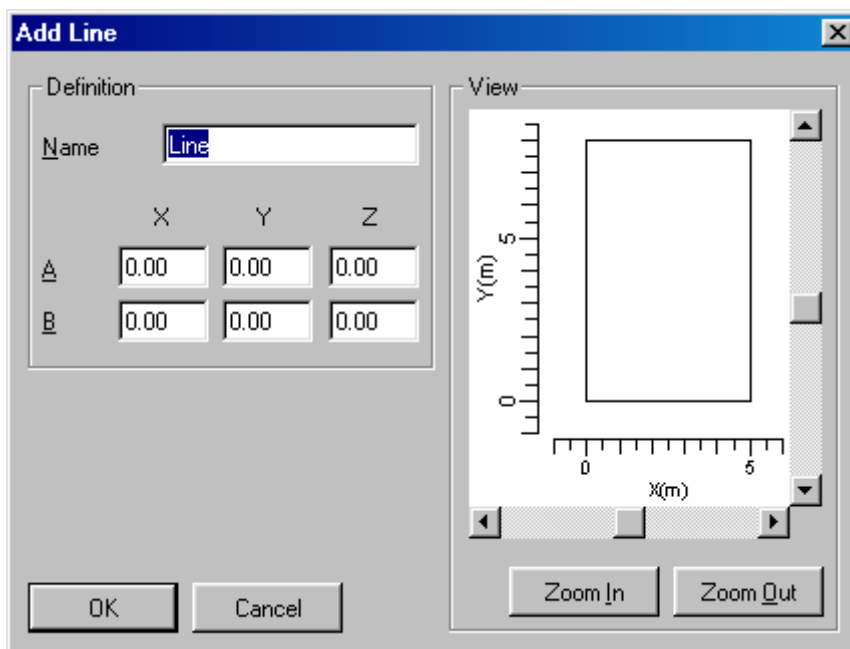 Add Line
Definition
Name Line
X Y Z
A 0.00 0.00 0.00
B 0.00 0.00 0.00
OK Cancel
View
Y(m)
5
0
0 5
X(m)
Zoom In Zoom Out